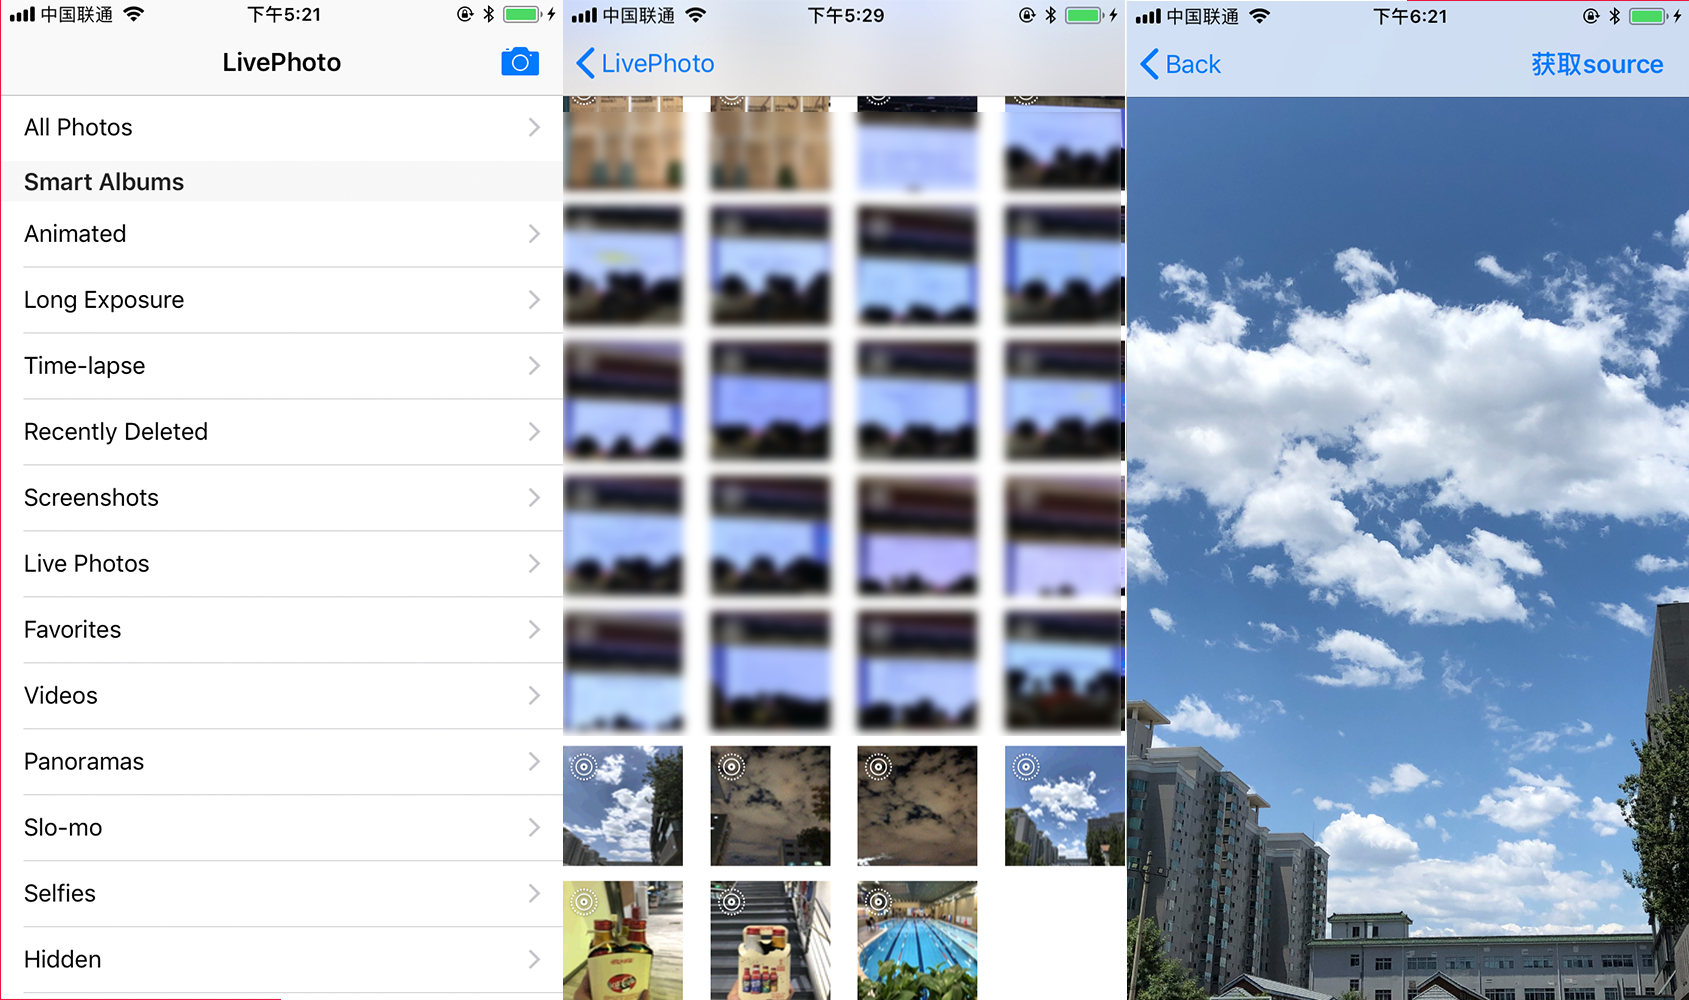 中国联通
下午5:21
LivePhoto
All Photos
Smart Albums
Animated
Long Exposure
Time-lapse
Recently Deleted
Screenshots
Live Photos
Favorites
Videos
Panoramas
Slo-mo
Selfies
Hidden
中国联通
下午5:29
LivePhoto
中国联通
下午6:21
Back
获取source